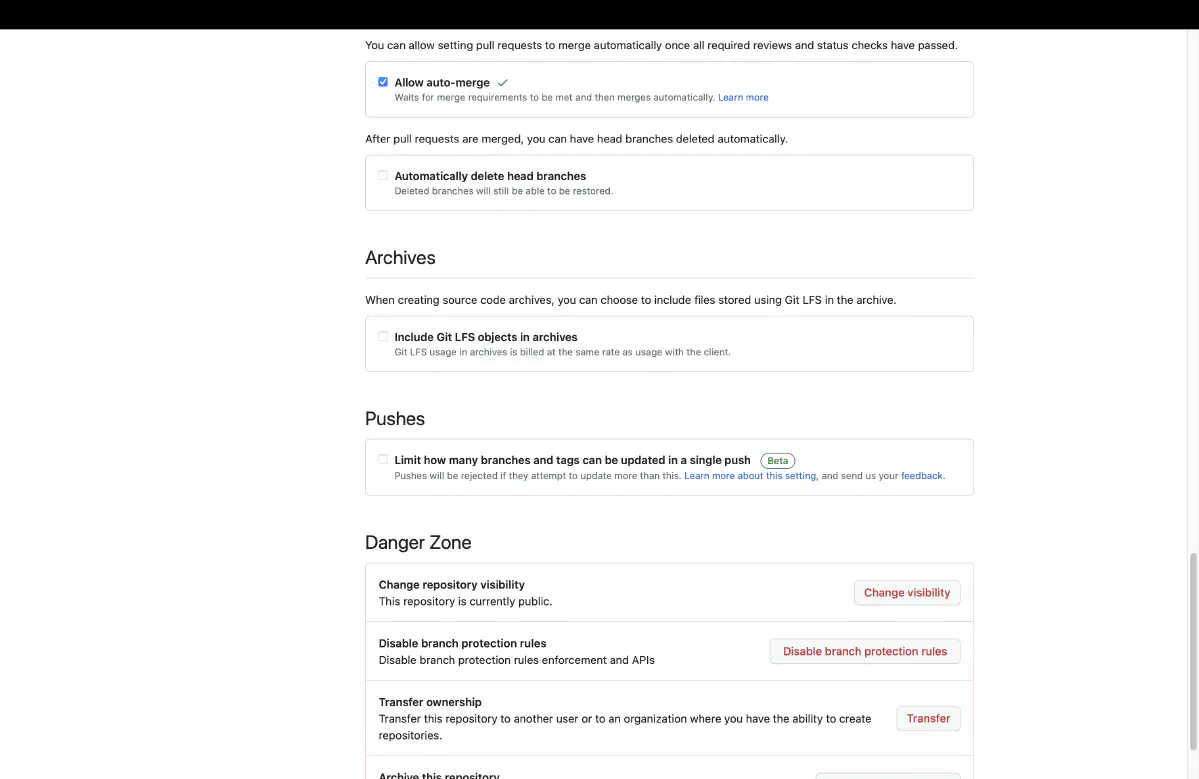 You can allow setting pull requests to merge automatically once all required reviews and status checks have passed.
Allow auto-merge
Waits for merge requirements to be met and then merges automatically. Learn more
After pull requests are merged, you can have head branches deleted automatically.
Automatically delete head branches
Deleted branches will still be able to be restored.
Archives
When creating source code archives, you can choose to include files stored using Git LFS in the archive.
Include Git LFS objects in archives
Git LFS usage in archives is billed at the same rate as usage with the client.
Pushes
Limit how many branches and tags can be updated in a single push Beta
Pushes will be rejected if they attempt to update more than this. Learn more about this setting, and send us your feedback.
Danger Zone
Change repository visibility
This repository is currently public.
Change visibility
Disable branch protection rules
Disable branch protection rules enforcement and APIs
Disable branch protection rules
Transfer ownership
Transfer this repository to another user or to an organization where you have the ability to create
repositories.
Transfer
Archive this repository